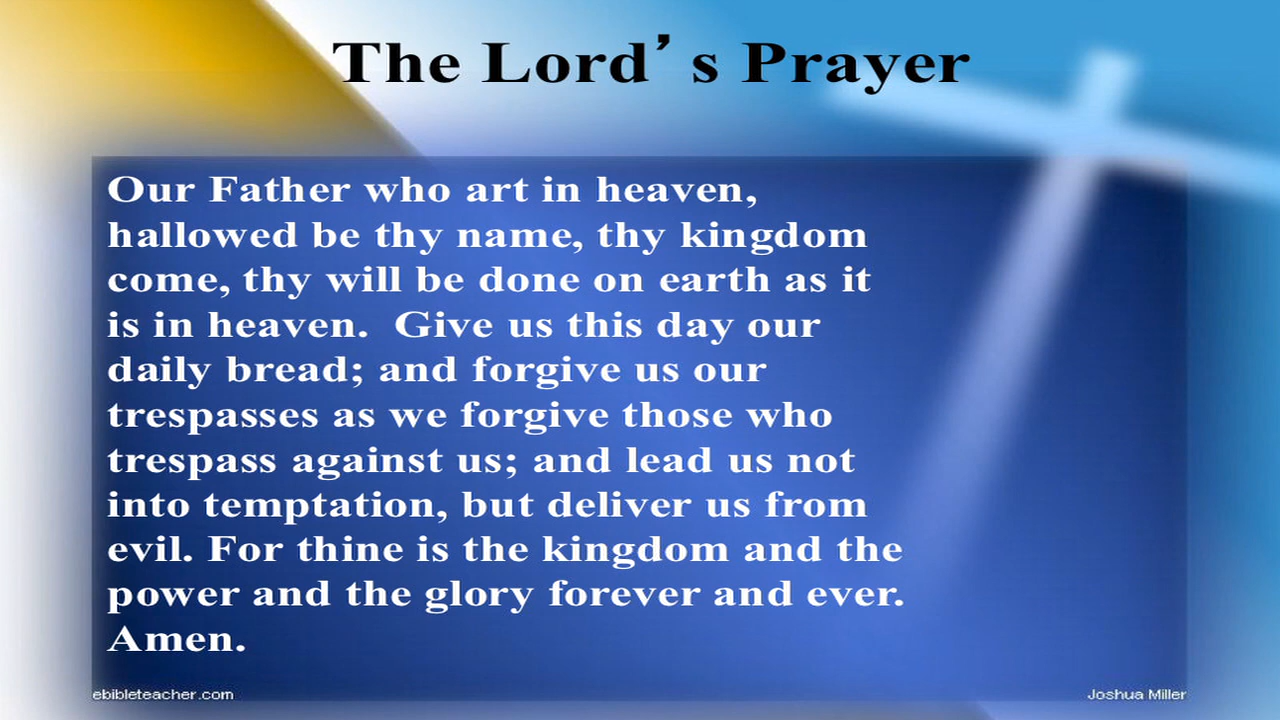 The Lord’s Prayer
Our Father who art in heaven,
hallowed be thy name, thy kingdom
come, thy will be done on earth as it
is in heaven.  Give us this day our
daily bread; and forgive us our
trespasses as we forgive those who
trespass against us; and lead us not
into temptation, but deliver us from
evil. For thine is the kingdom and the
power and the glory forever and ever.
Amen.
ebibleteacher.com
Joshua Miller